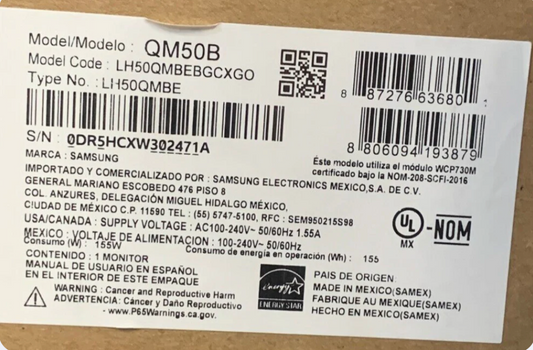 Model/Modelo : QM50B
Model Code : LH50QMBEBGCXGO
Type No. : LH50QMBE
8 87276 63680
8 806094 193879
S/N : 0DR5HCXW302471A
MARCA : SAMSUNG
Éste modelo utiliza el módulo WCP730M
certificado bajo la NOM-208-SCFI-2016
IMPORTADO Y COMERCIALIZADO POR : SAMSUNG ELECTRONICS MEXICO,S.A. DE C.V.
GENERAL MARIANO ESCOBEDO 476 PISO 8
COL. ANZURES, DELEGACIÓN MIGUEL HIDALGO MÉXICO,
CIUDAD DE MÉXICO C.P. 11590 TEL : (55) 5747-5100, RFC : SEM950215S98
USA/CANADA : SUPPLY VOLTAGE : AC100-240V~ 50/60Hz 1.55A
MEXICO : VOLTAJE DE ALIMENTACION : 100-240V~ 50/60Hz
Consumo (W) : 155W Consumo de energía en operación (Wh) : 155
UL MX -NOM
CONTENIDO : 1 MONITOR
MANUAL DE USUARIO EN ESPAÑOL
EN EL INTERIOR DE ESTE EMPAQUE
WARNING : Cancer and Reproductive Harm
ADVERTENCIA: Cáncer y Daño Reproductivo
www.P65Warnings.ca.gov.
energy
ENERGY STAR
PAIS DE ORIGEN:
MADE IN MEXICO(SAMEX)
FABRIQUE AU MEXIQUE(SAMEX)
HECHO EN MEXICO(SAMEX)